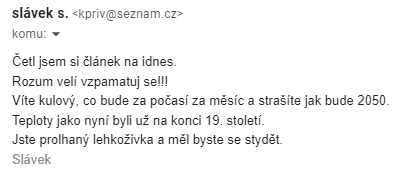 slávek s. <kpriv@seznam.cz>
komu:
Četl jsem si článek na idnes.
Rozum velí vzpamatuj se!!!
Víte kulový, co bude za počasí za měsíc a strašíte jak bude 2050.
Teploty jako nyní byli už na konci 19. století.
Jste prolhaný lehkoživka a měl byste se stydět.
Slávek